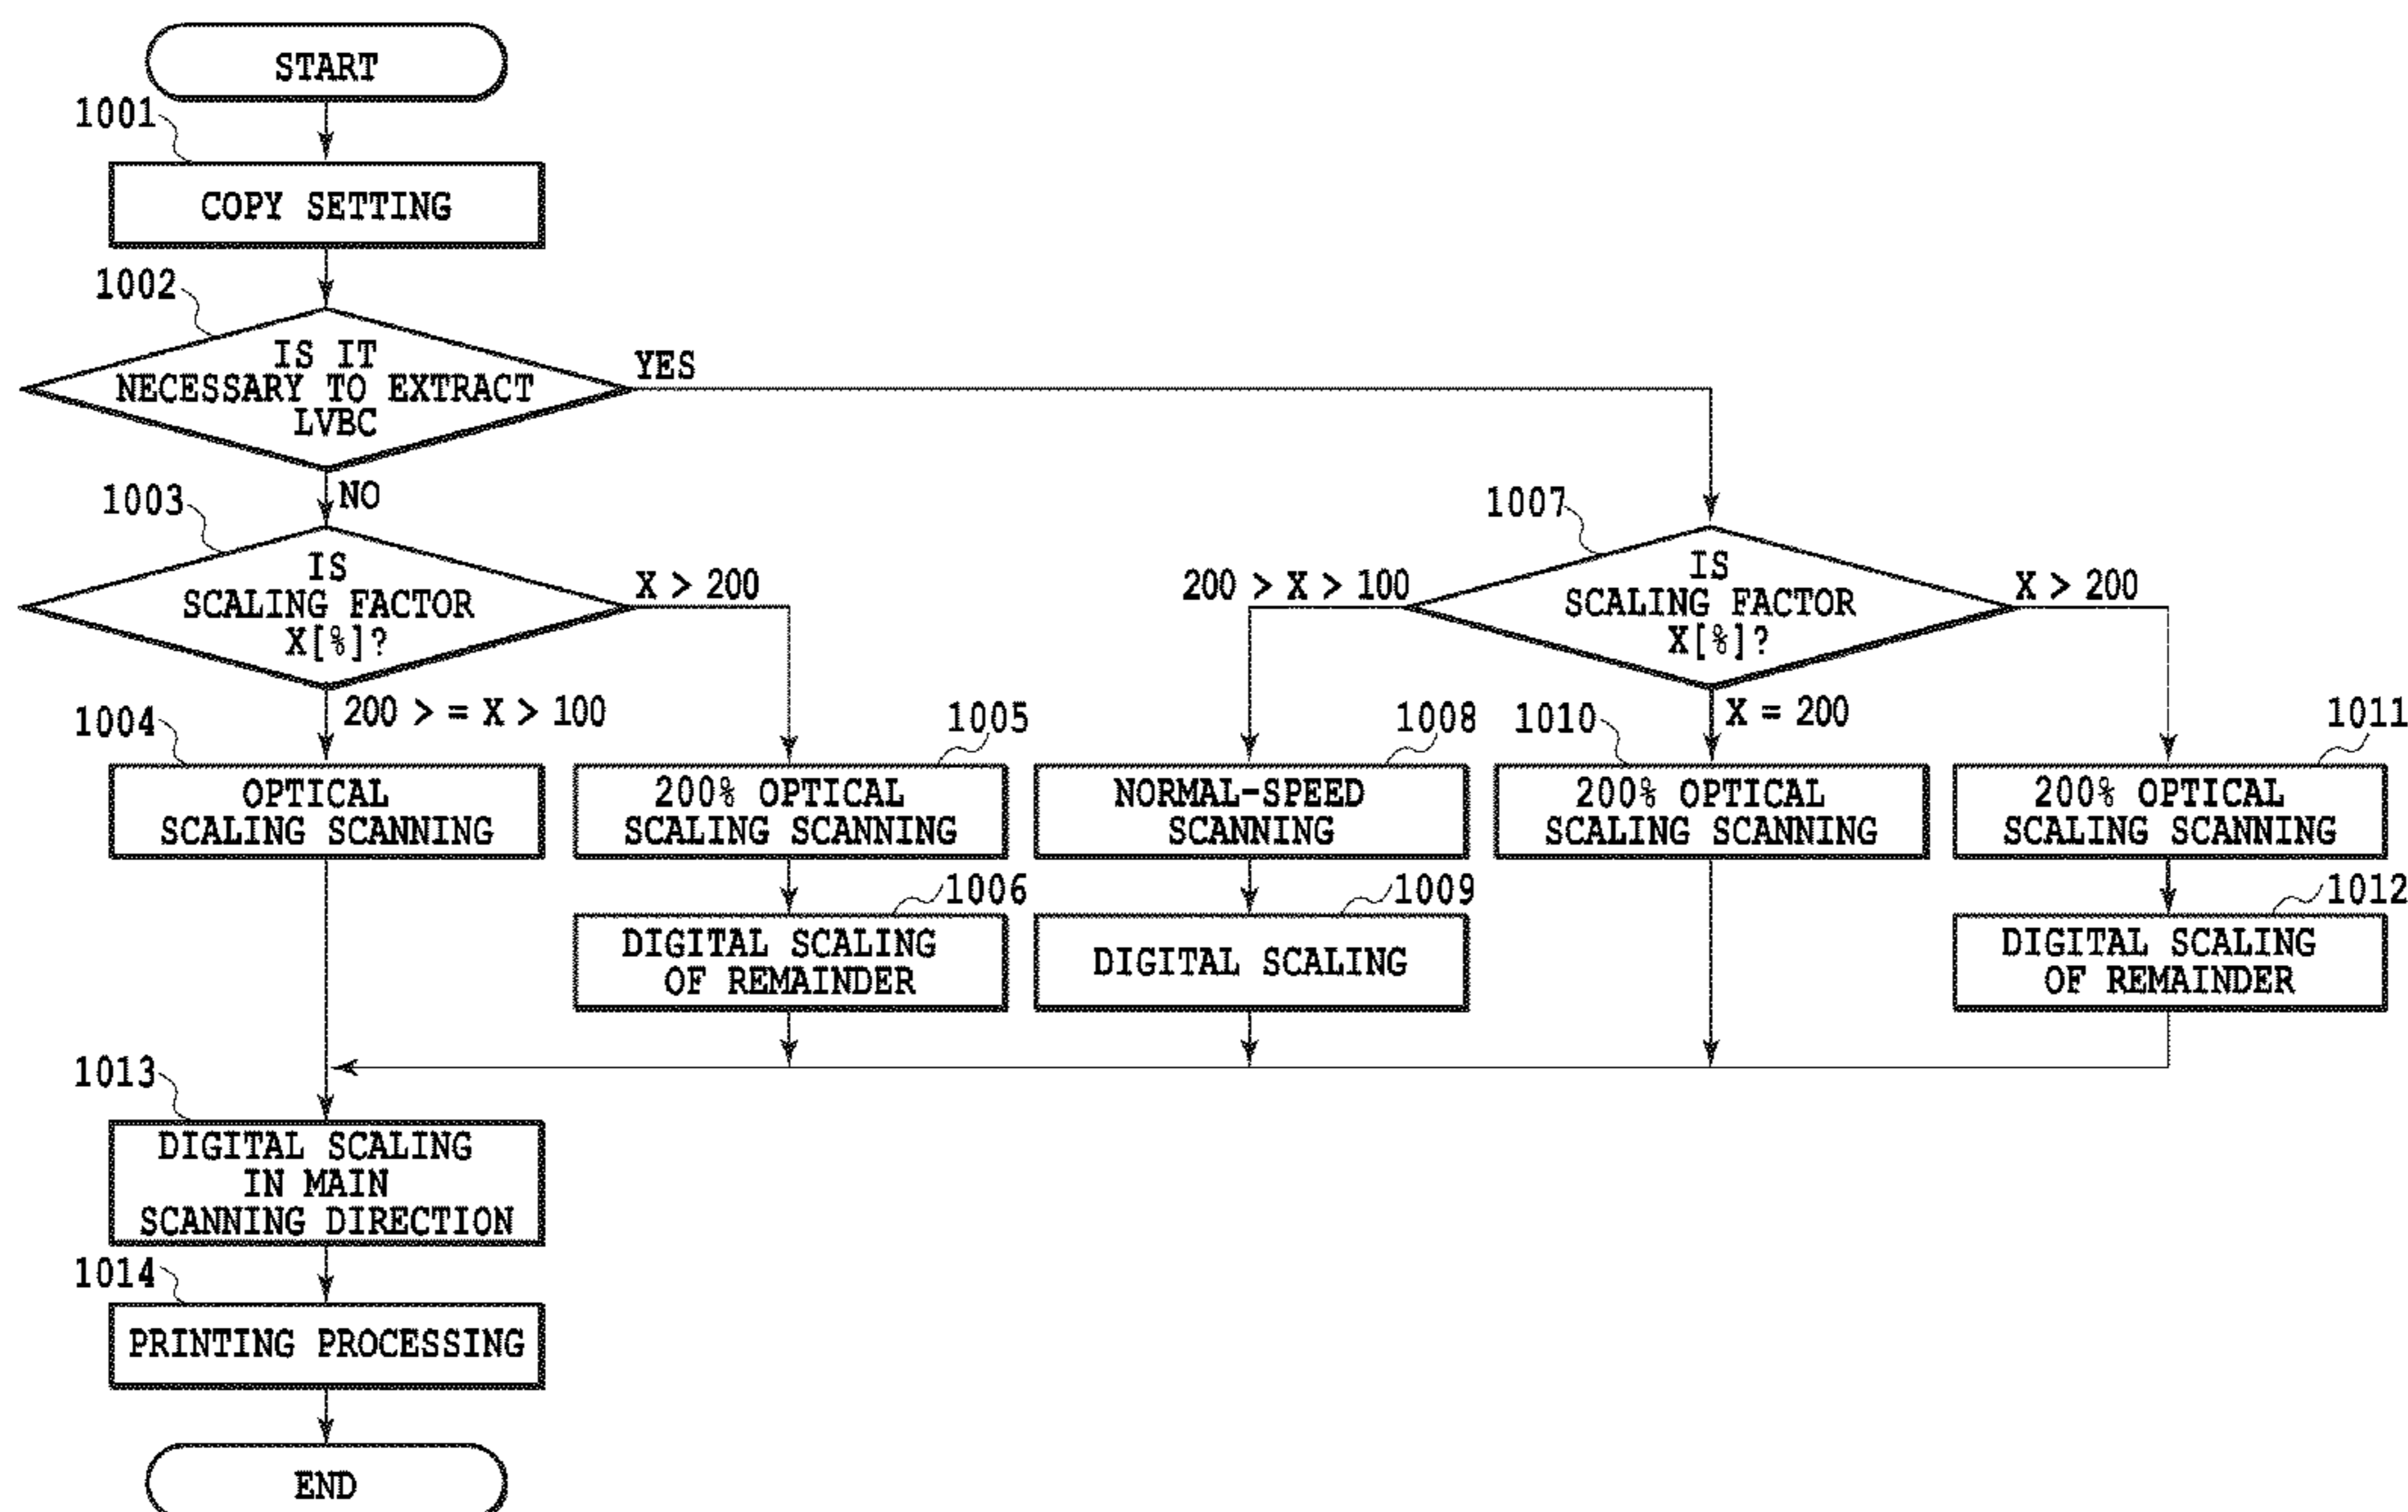 START
1001
COPY SETTING
1002
IS IT
NECESSARY TO EXTRACT
LVBC
YES
NO
1003
IS
SCALING FACTOR
X[%]?
X > 200
200 > = X > 100
1007
IS
SCALING FACTOR
X[%]?
200 > X > 100
X = 200
X > 200
1004
OPTICAL
SCALING SCANNING
1005
200% OPTICAL
SCALING SCANNING
1008
NORMAL-SPEED
SCANNING
1010
200% OPTICAL
SCALING SCANNING
1011
200% OPTICAL
SCALING SCANNING
1006
DIGITAL SCALING
OF REMAINDER
1009
DIGITAL SCALING
1012
DIGITAL SCALING
OF REMAINDER
1013
DIGITAL SCALING
IN MAIN
SCANNING DIRECTION
1014
PRINTING PROCESSING
END